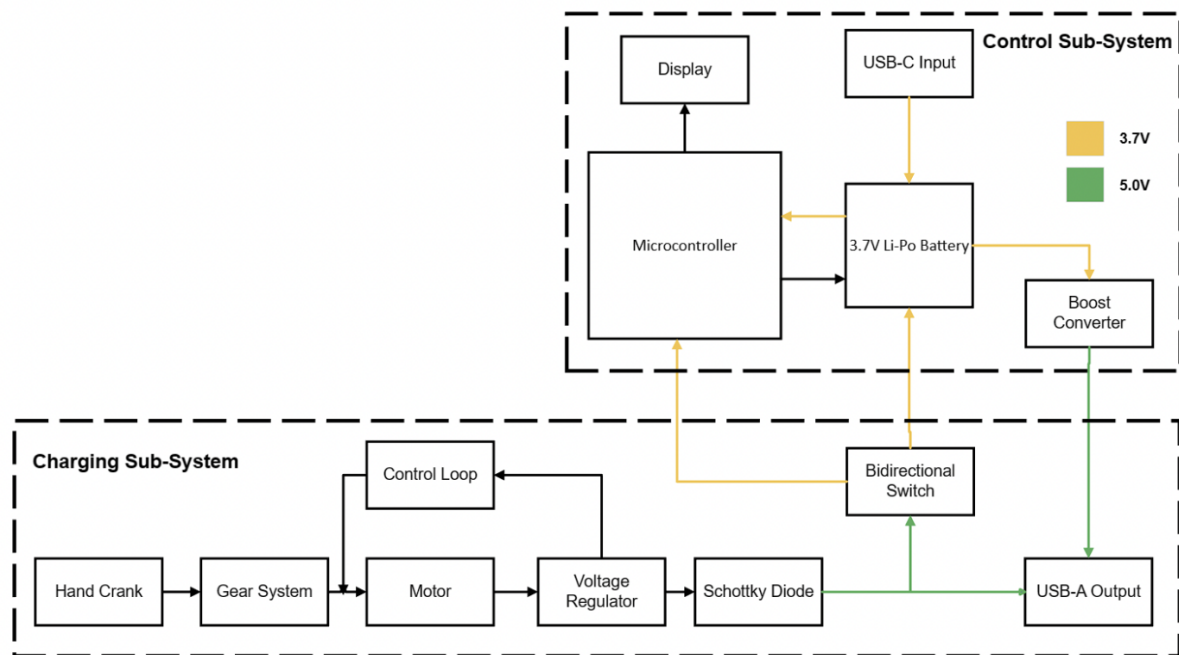 Control Sub-System
Display
USB-C Input
3.7V
5.0V
Microcontroller
3.7V Li-Po Battery
Boost
Converter
Charging Sub-System
Control Loop
Bidirectional
Switch
Hand Crank
Gear System
Motor
Voltage
Regulator
Schottky Diode
USB-A Output